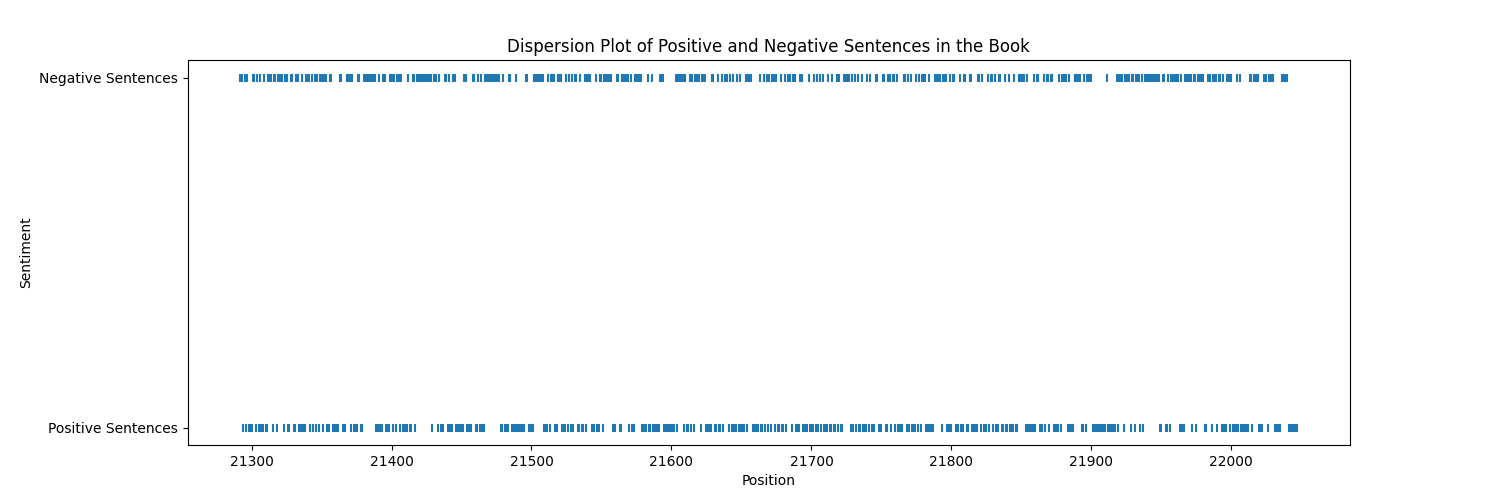 Dispersion Plot of Positive and Negative Sentences in the Book
Negative Sentences
Sentiment
Positive Sentences
21300 21400 21500 21600 21700 21800 21900 22000
Position